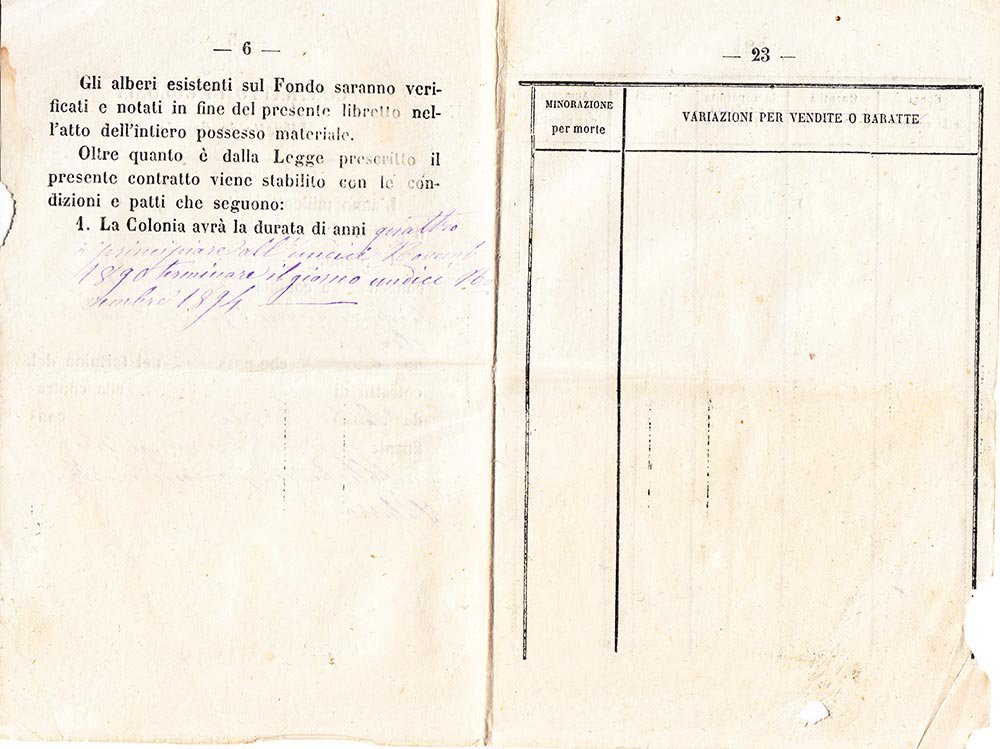 — 6 —
Gli alberi esistenti sul Fondo saranno veri-
ficati e notati in fine del presente libretto nel-
l'atto dell'intiero possesso materiale.
Oltre quanto è dalla Legge prescritto il
presente contratto viene stabilito con le con-
dizioni e patti che seguono:
1. La Colonia avrà la durata di anni quattro
a principiare all'undici Novemb
1890 terminare il giorno undici No
vembre 1894
— 23 —
MINORAZIONE
per morte
VARIAZIONI PER VENDITE O BARATTE